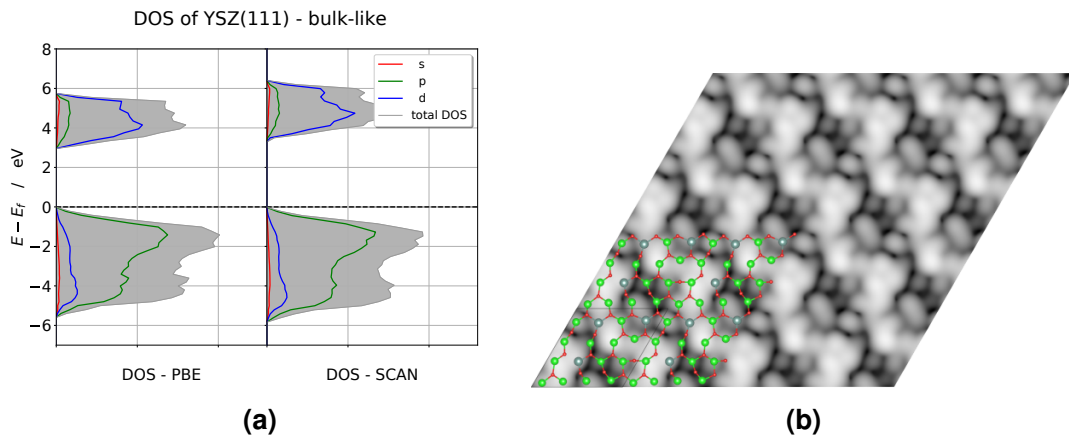 DOS of YSZ(111) - bulk-like
8
6
4
2
0
−2
−4
−6
E − E_f / eV
s
p
d
total DOS
DOS - PBE
DOS - SCAN
(a)
(b)